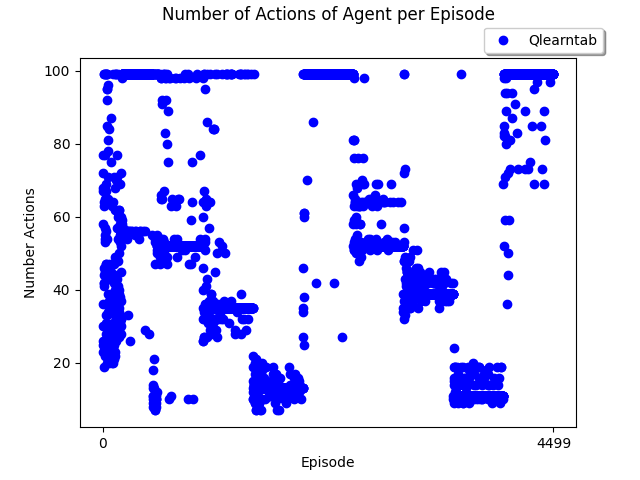 Number of Actions of Agent per Episode
Qlearntab
100
80
60
40
20
Number Actions
0
4499
Episode